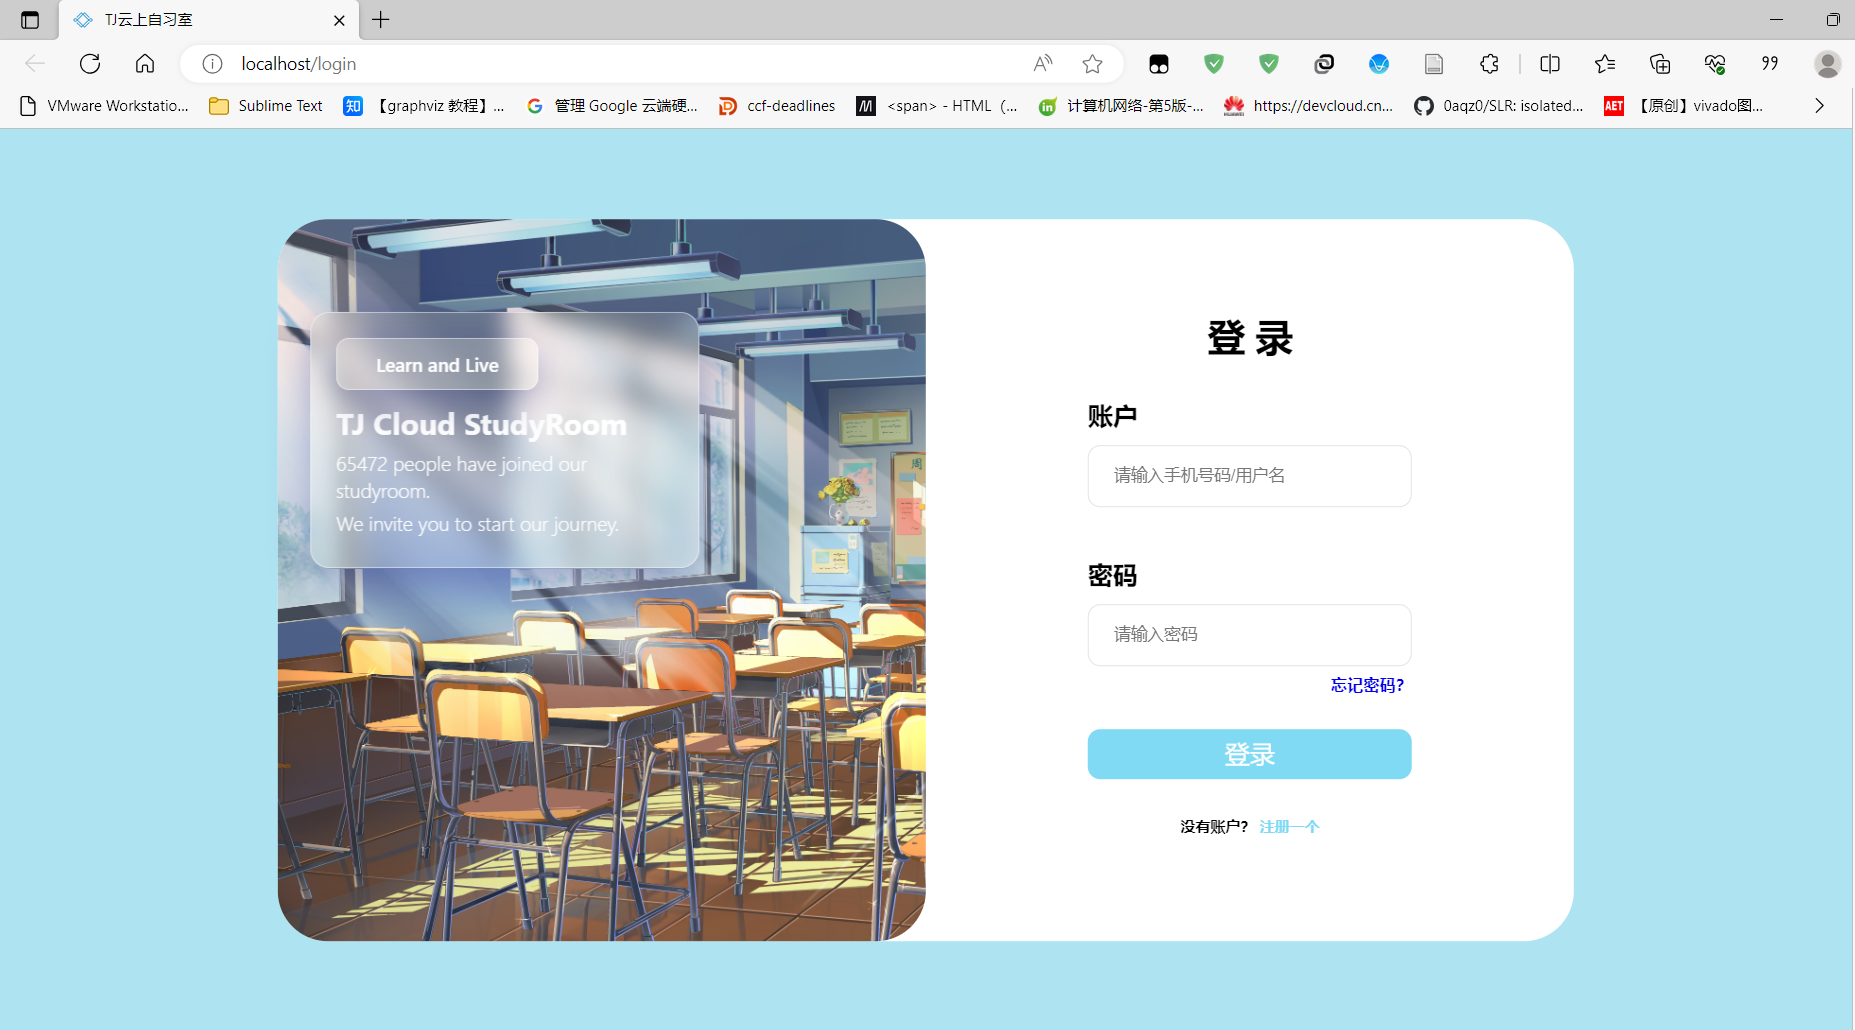 TJ云上自习室
localhost/login
VMware Workstatio...
Sublime Text
知
【graphviz 教程】...
管理 Google 云端硬...
ccf-deadlines
<span> - HTML（...
计算机网络-第5版-...
https://devcloud.cn...
0aqz0/SLR: isolated...
AET
【原创】vivado图...
Learn and Live
TJ Cloud StudyRoom
65472 people have joined our
studyroom.
We invite you to start our journey.
登 录
账户
请输入手机号码/用户名
密码
请输入密码
忘记密码?
登录
没有账户? 注册一个